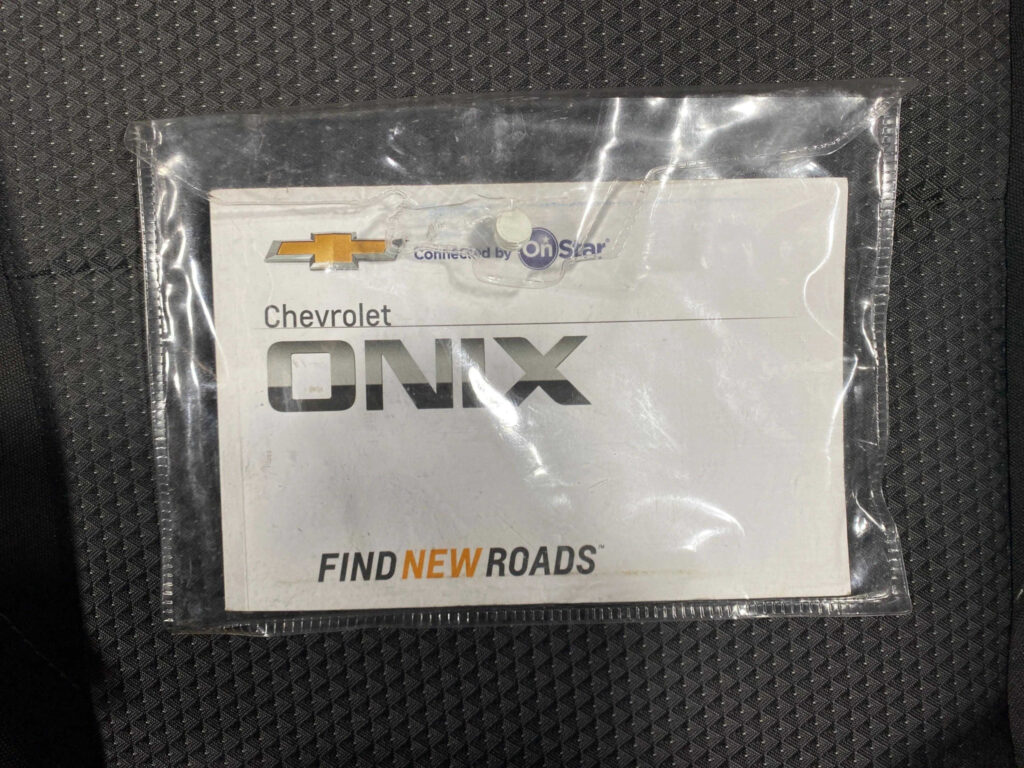 Connected by OnStar®
Chevrolet
ONIX
FIND NEW ROADS™